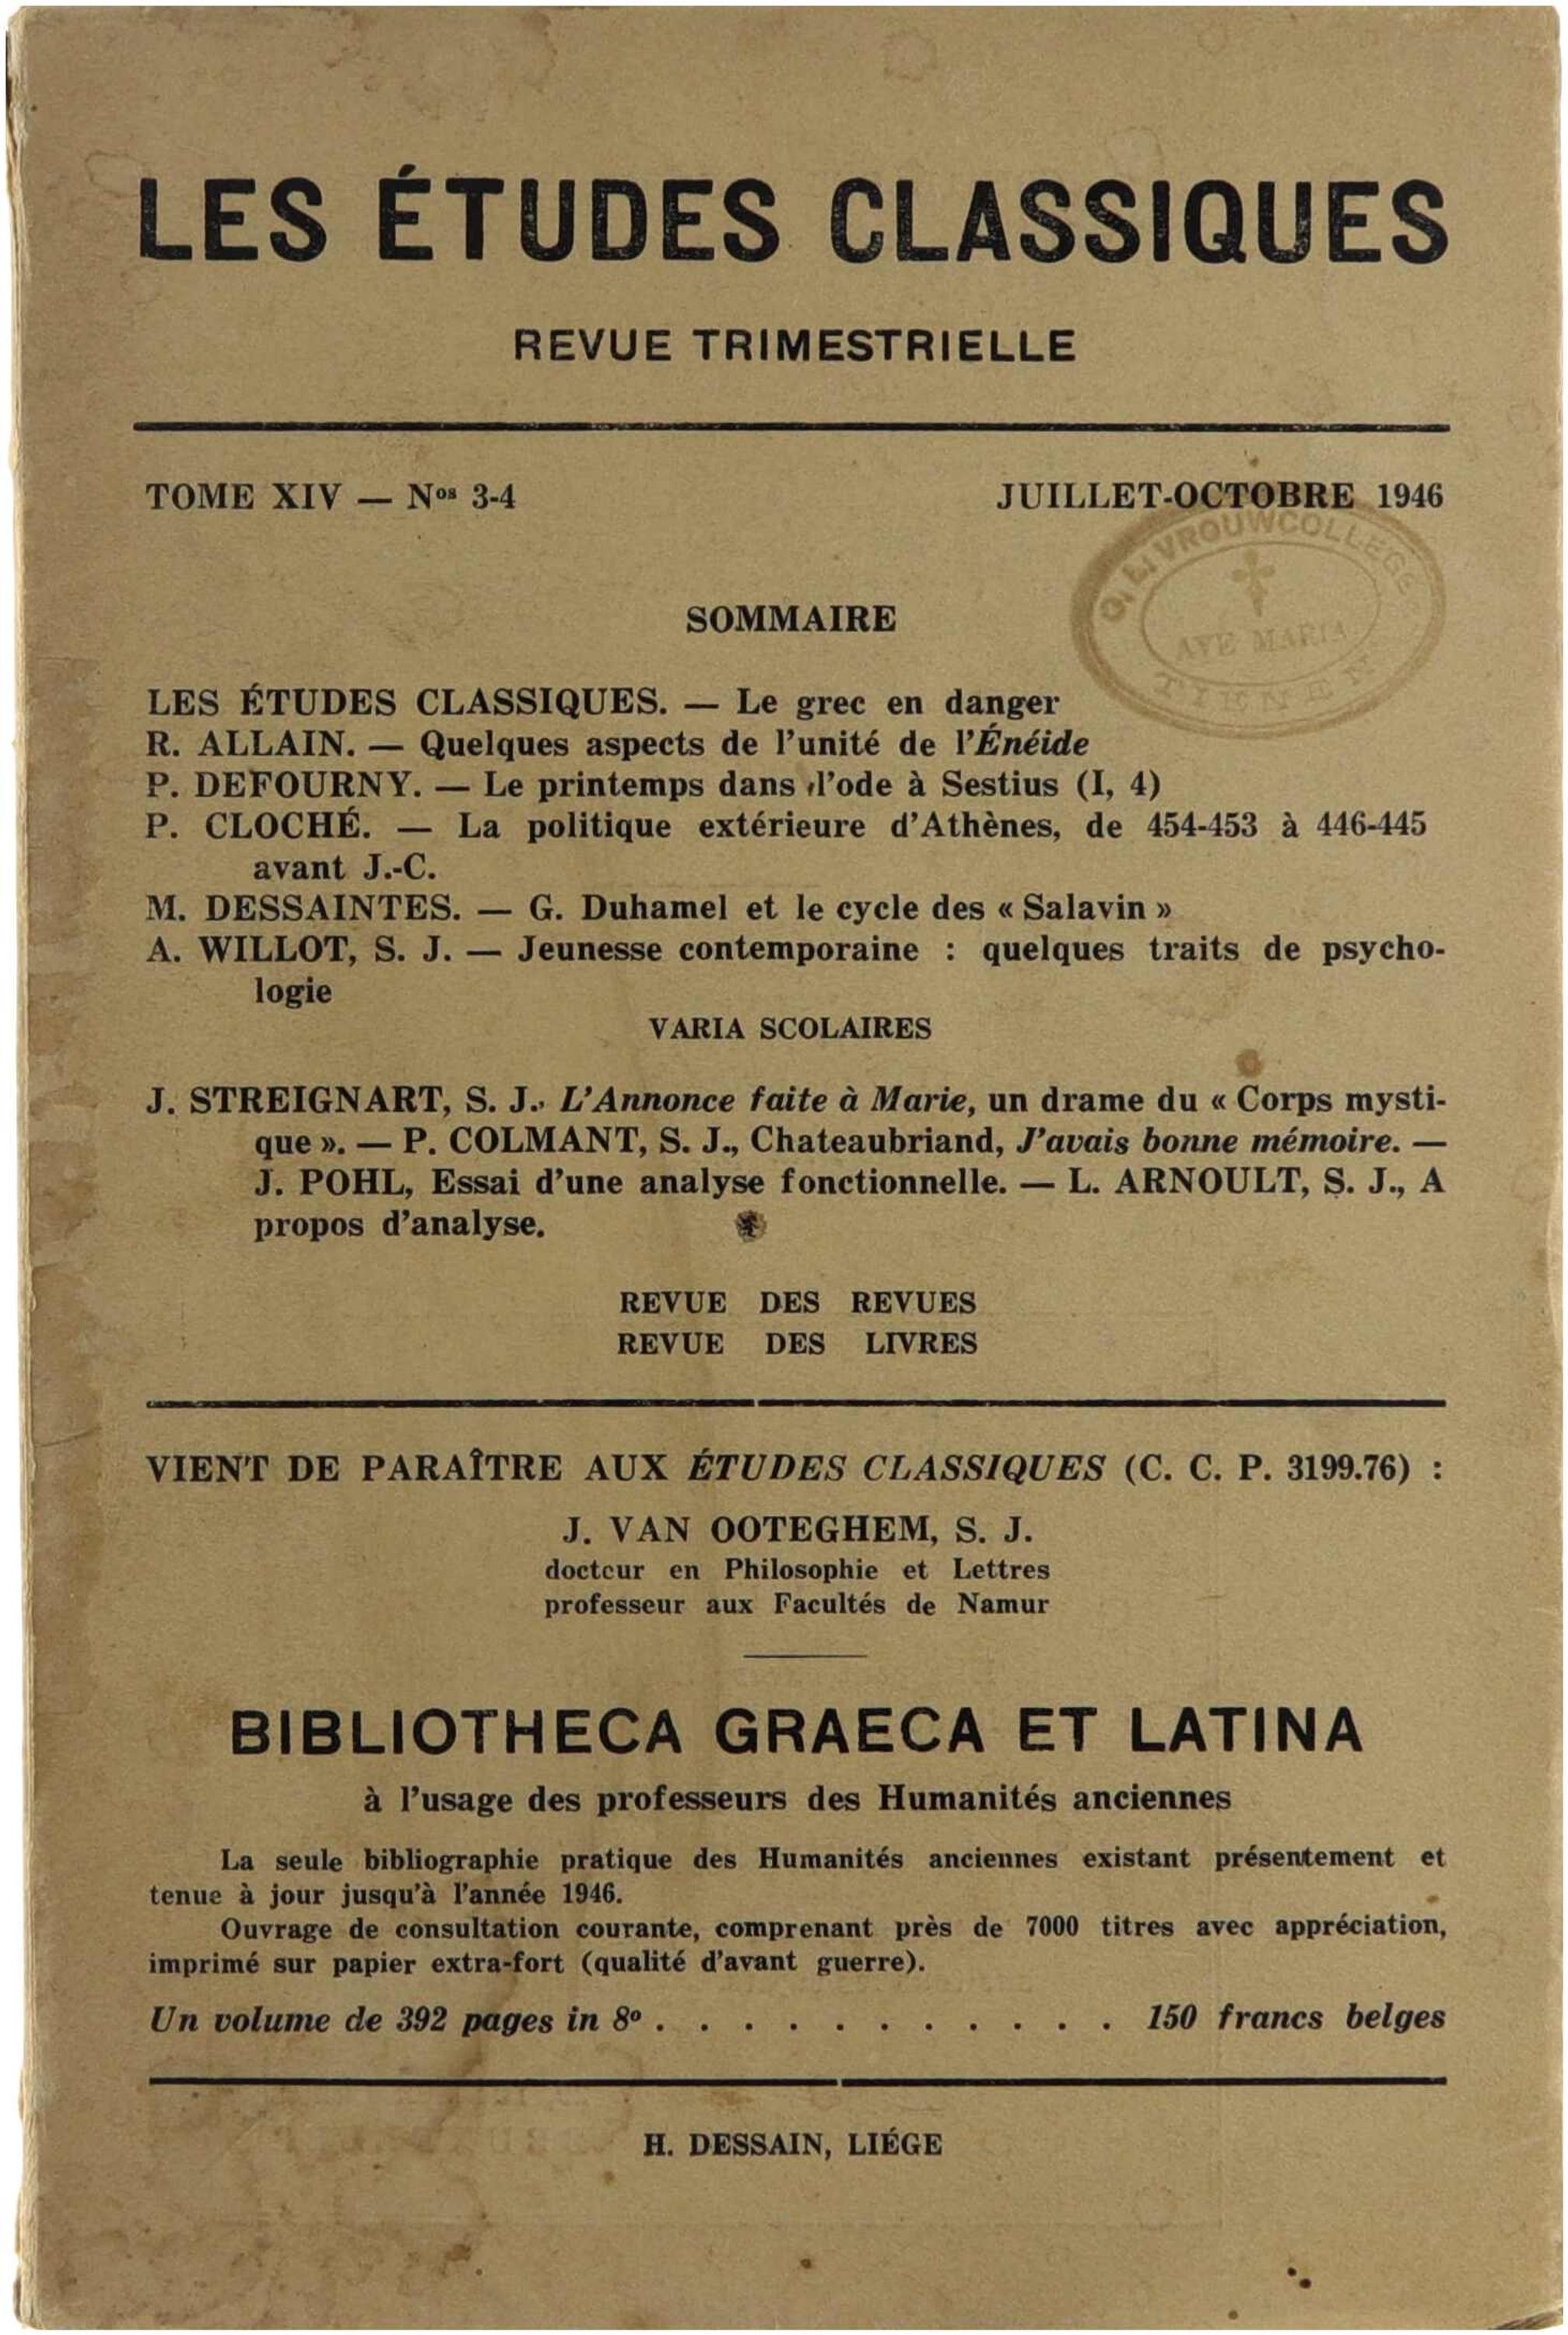 LES ÉTUDES CLASSIQUES
REVUE TRIMESTRIELLE
TOME XIV — Nos 3-4 JUILLET-OCTOBRE 1946
O. L. VROUWCOLLEGE
AVE MARIA
TIENEN
SOMMAIRE
LES ÉTUDES CLASSIQUES. — Le grec en danger
R. ALLAIN. — Quelques aspects de l'unité de l'Énéide
P. DEFOURNY. — Le printemps dans l'ode à Sestius (I, 4)
P. CLOCHÉ. — La politique extérieure d'Athènes, de 454-453 à 446-445
avant J.-C.
M. DESSAINTES. — G. Duhamel et le cycle des « Salavin »
A. WILLOT, S. J. — Jeunesse contemporaine : quelques traits de psycho-
logie
VARIA SCOLAIRES
J. STREIGNART, S. J., L'Annonce faite à Marie, un drame du « Corps mysti-
que ». — P. COLMANT, S. J., Chateaubriand, J'avais bonne mémoire. —
J. POHL, Essai d'une analyse fonctionnelle. — L. ARNOULT, S. J., A
propos d'analyse.
REVUE DES REVUES
REVUE DES LIVRES
VIENT DE PARAÎTRE AUX ÉTUDES CLASSIQUES (C. C. P. 3199.76) :
J. VAN OOTEGHEM, S. J.
docteur en Philosophie et Lettres
professeur aux Facultés de Namur
BIBLIOTHECA GRAECA ET LATINA
à l'usage des professeurs des Humanités anciennes
La seule bibliographie pratique des Humanités anciennes existant présentement et
tenue à jour jusqu'à l'année 1946.
Ouvrage de consultation courante, comprenant près de 7000 titres avec appréciation,
imprimé sur papier extra-fort (qualité d'avant guerre).
Un volume de 392 pages in 8o . . . . . . . . . . . 150 francs belges
H. DESSAIN, LIÉGE